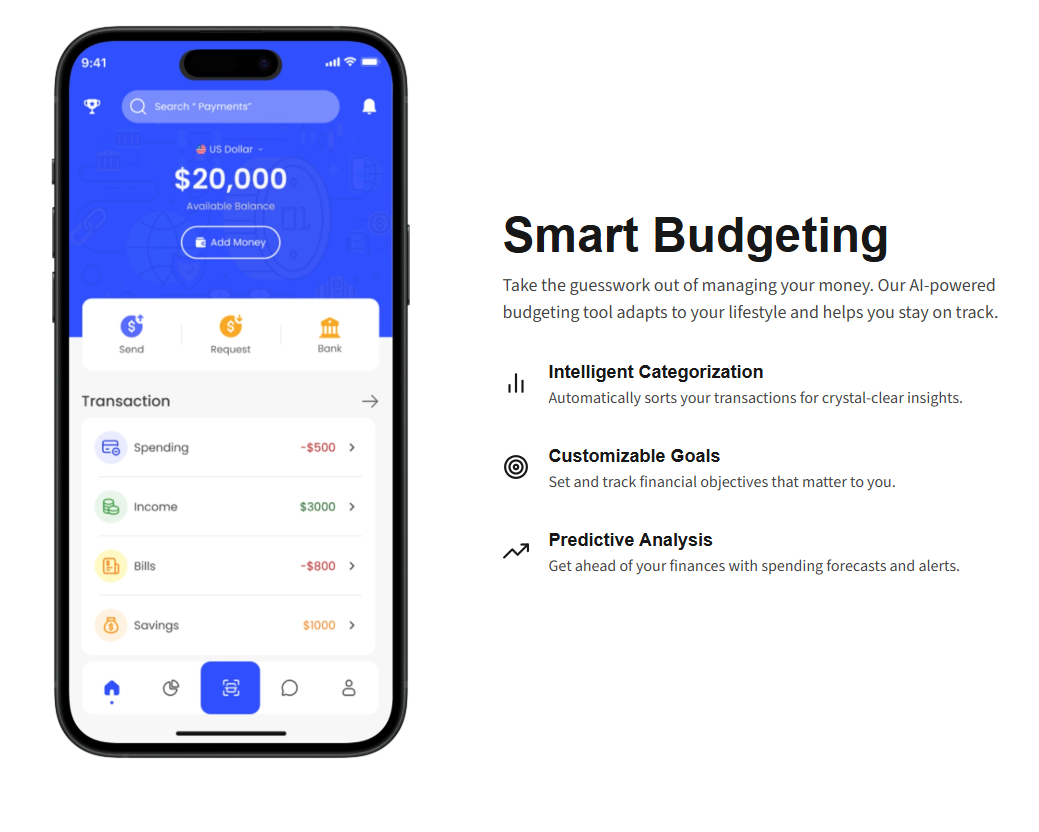 9:41
Search “ Payments”
US Dollar
$20,000
Available Balance
Add Money
Send
Request
Bank
Transaction
Spending -$500
Income $3000
Bills -$800
Savings $1000
Smart Budgeting
Take the guesswork out of managing your money. Our AI-powered
budgeting tool adapts to your lifestyle and helps you stay on track.
Intelligent Categorization
Automatically sorts your transactions for crystal-clear insights.
Customizable Goals
Set and track financial objectives that matter to you.
Predictive Analysis
Get ahead of your finances with spending forecasts and alerts.